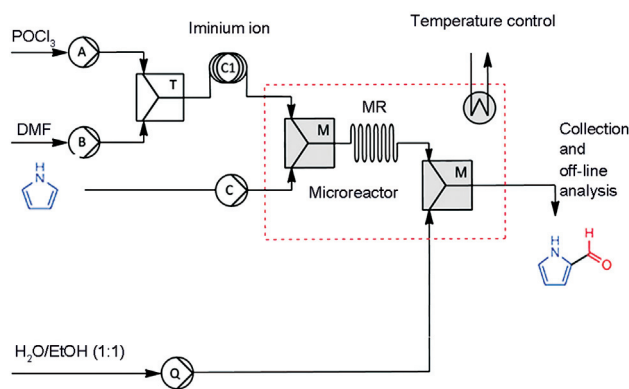 POCl3
A
DMF
B
T
Iminium ion
C1
Temperature control
MR
M
Microreactor
M
H
N
C
Collection
and
off-line
analysis
H
N
H
O
H2O/EtOH (1:1)
Q